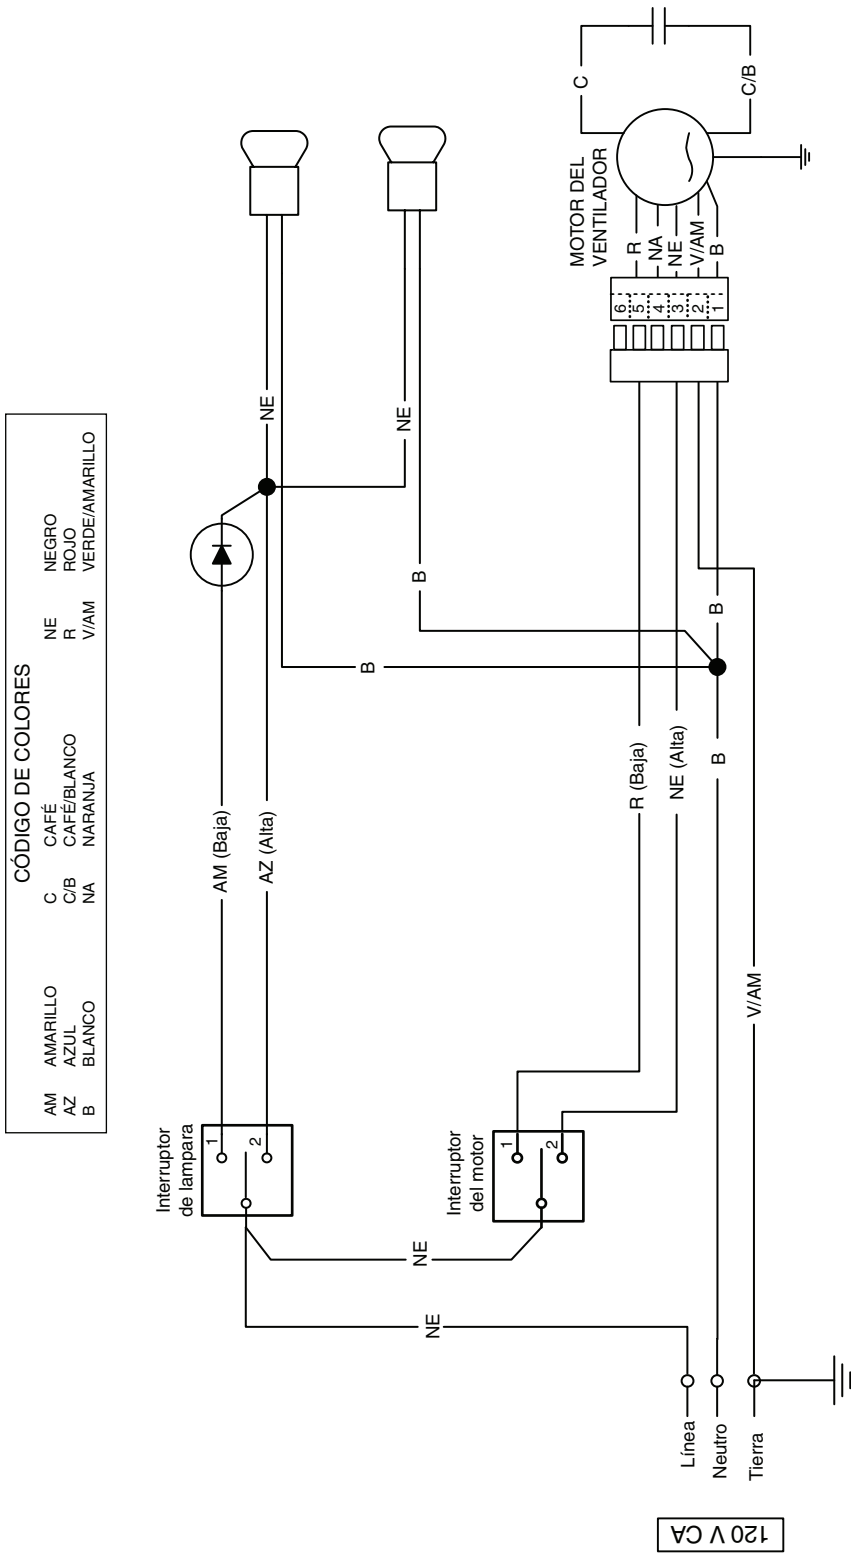 CÓDIGO DE COLORES
AM AMARILLO
AZ AZUL
B BLANCO
C CAFÉ
C/B CAFÉ/BLANCO
NA NARANJA
NE NEGRO
R ROJO
V/AM VERDE/AMARILLO
Interruptor
de lampara
1
2
AM (Baja)
AZ (Alta)
NE
NE
B
B
Interruptor
del motor
1
2
NE
NE
R (Baja)
NE (Alta)
B
B
V/AM
MOTOR DEL
VENTILADOR
C
C/B
R
NA
NE
V/AM
B
6
5
4
3
2
1
Línea
Neutro
Tierra
120 V CA